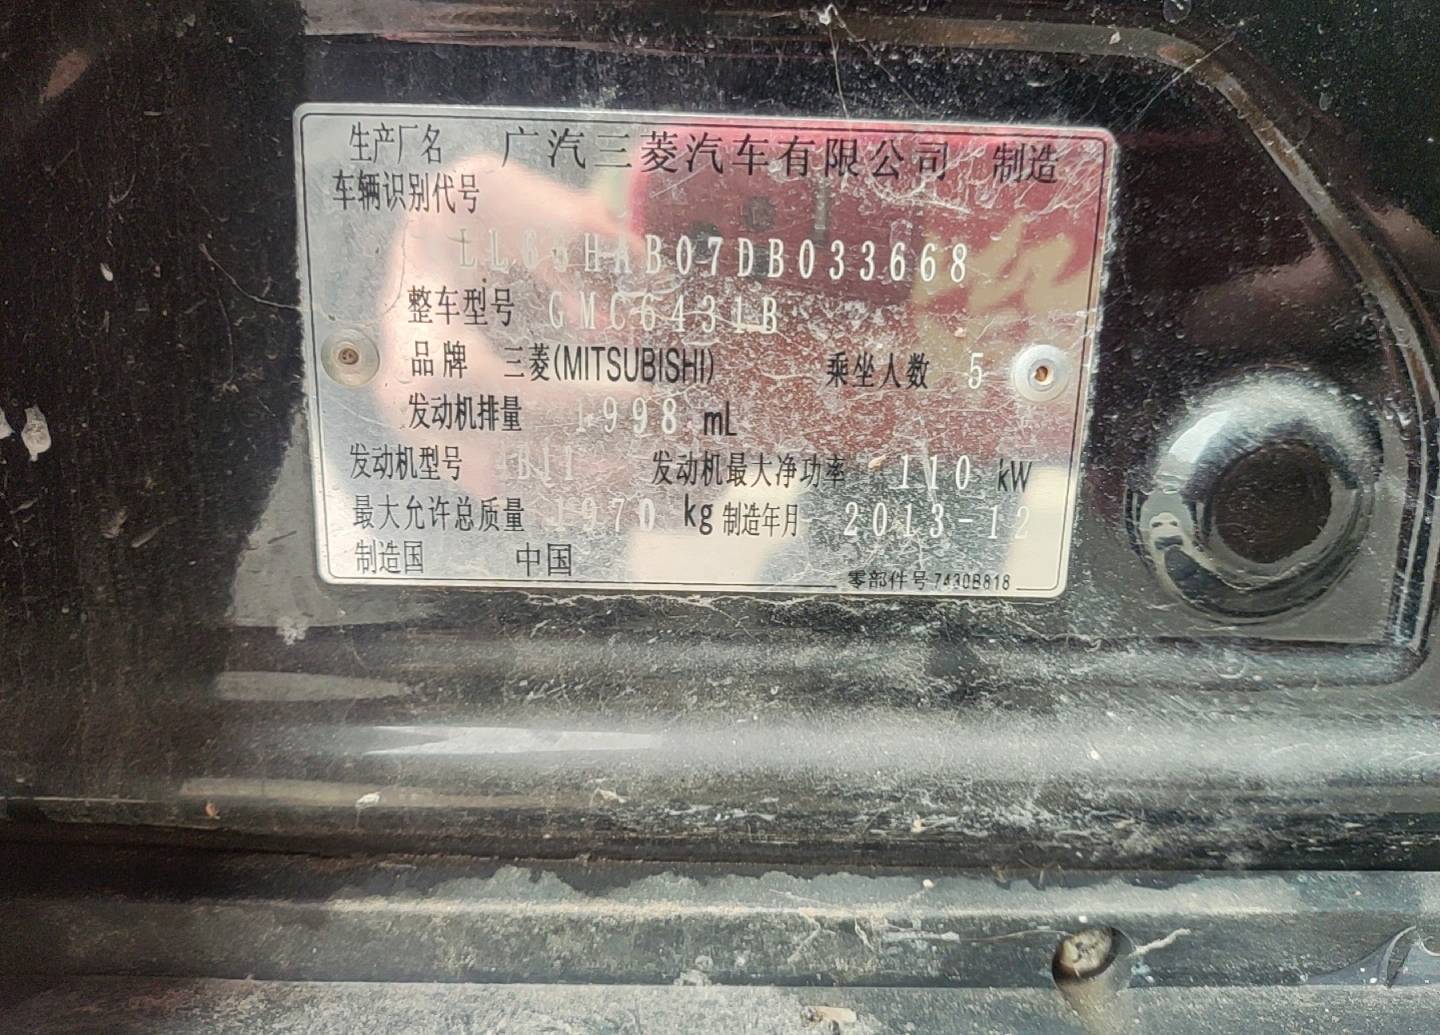 生产厂名 广汽三菱汽车有限公司 制造
车辆识别代号
LL66HAB07DB033668
整车型号 GMC6431B
品牌 三菱(MITSUBISHI) 乘坐人数 5
发动机排量 1998 mL
发动机型号 4B11 发动机最大净功率 110 kW
最大允许总质量 1970 kg 制造年月 2013-12
制造国 中国
零部件号 7430B818